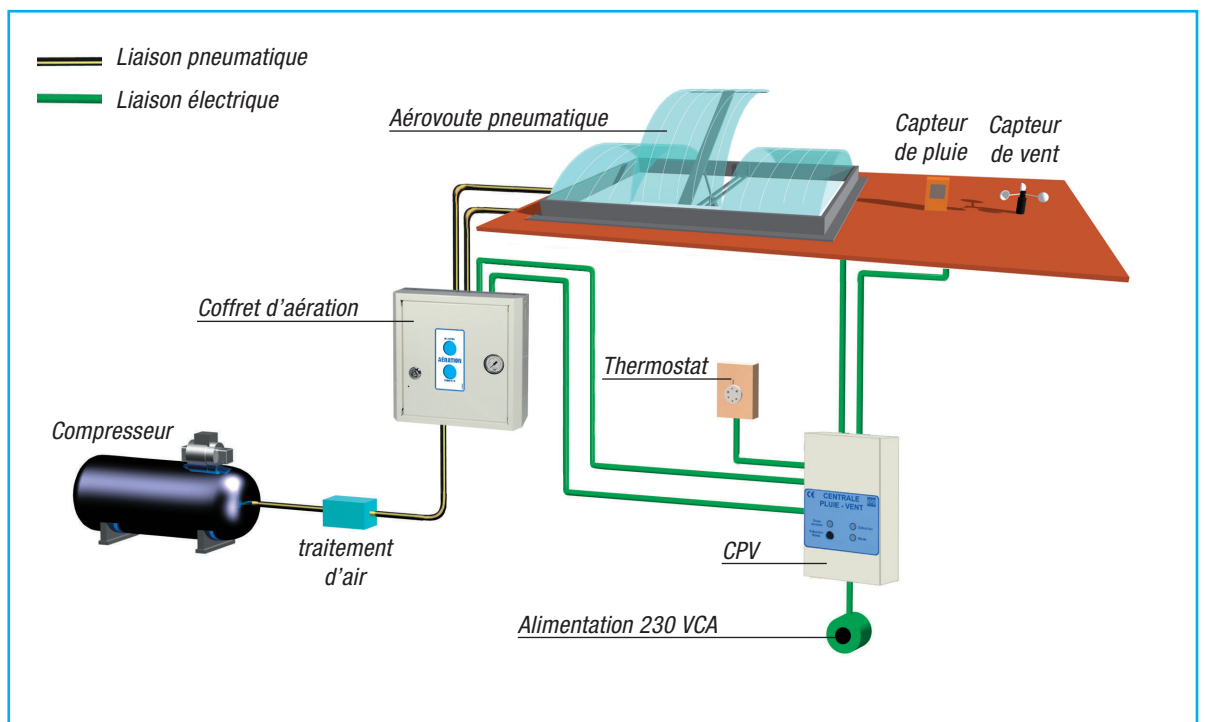 Liaison pneumatique
Liaison électrique
Aérovoute pneumatique
Capteur
de pluie
Capteur
de vent
Coffret d'aération
AÉRATION
Thermostat
Compresseur
traitement
d'air
CENTRALE
PLUIE - VENT
CPV
Alimentation 230 VCA